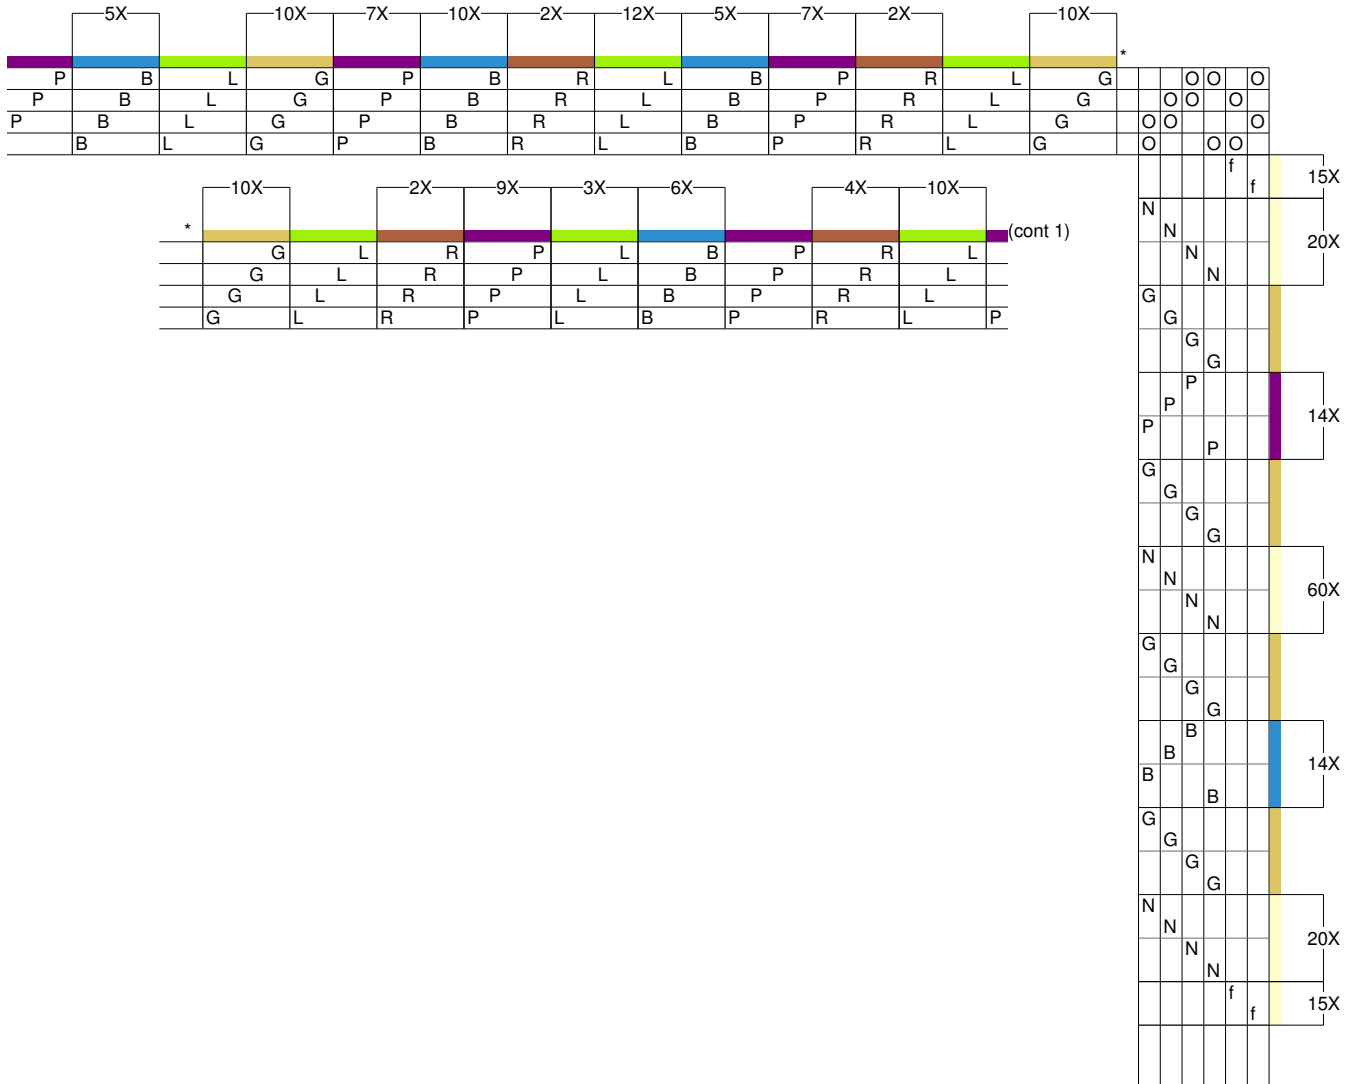 5X 10X 7X 10X 2X 12X 5X 7X 2X 10X
*
P B L G P B R L B P R L G O O O
P B L G P B R L B P R L G O O O
P B L G P B R L B P R L G O O O
B L G P B R L B P R L G O O O
f
15X
f
10X 2X 9X 3X 6X 4X 10X
N
* (cont 1)
N
20X
G L R P L B P R L
N
G L R P L B P R L
N
G L R P L B P R L
G
G L R P L B P R L P
G
G
G
P
P
14X
P
P
G
G
G
G
N
N
60X
N
N
G
G
G
G
B
B
14X
B
B
G
G
G
G
N
N
20X
N
N
f
15X
f